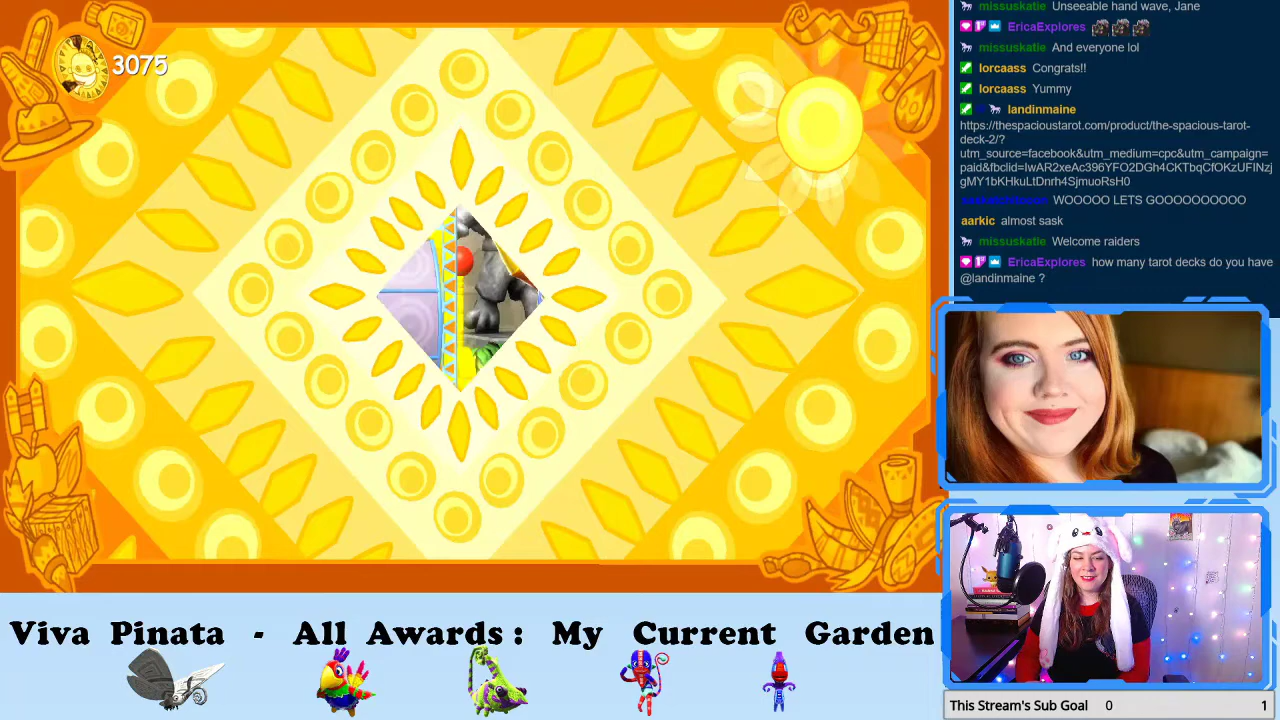 3075
missuskatie Unseeable hand wave, Jane
EricaExplores
missuskatie And everyone lol
lorcaass Congrats!!
lorcaass Yummy
landinmaine
https://thespacioustarot.com/product/the-spacious-tarot-
deck-2/?
utm_source=facebook&utm_medium=cpc&utm_campaign=
paid&fbclid=IwAR2xeAc396YFO2DGh4CKTbqCfOKzUFINzj
gMY1bKHkuLtDnrh4SjmuoRsH0
WOOOOO LETS GOOOOOOOOO
aarkic almost sask
missuskatie Welcome raiders
EricaExplores how many tarot decks do you have
@landinmaine ?
Viva Pinata - All Awards: My Current Garden
This Stream's Sub Goal 0 1